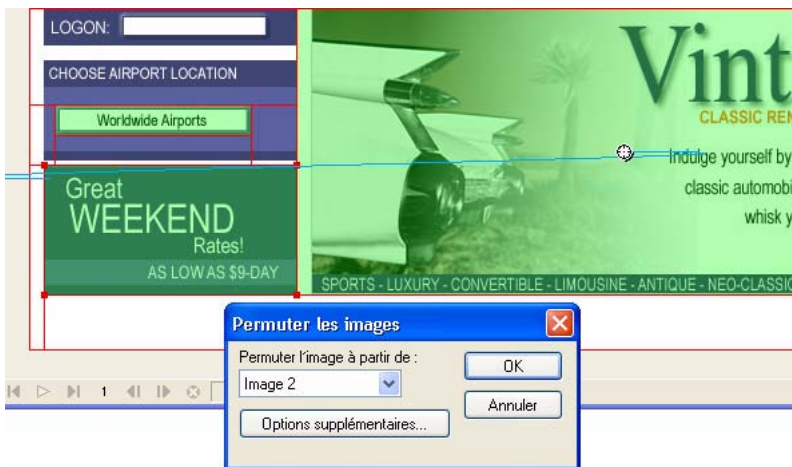 LOGON:
CHOOSE AIRPORT LOCATION
Worldwide Airports
Great
WEEKEND
Rates!
AS LOW AS $9-DAY
Vint
CLASSIC REN
Indulge yourself by
classic automobi
whisk y
SPORTS - LUXURY - CONVERTIBLE - LIMOUSINE - ANTIQUE - NEO-CLASSIC
Permuter les images
Permuter l'image à partir de :
Image 2
OK
Annuler
Options supplémentaires...
1